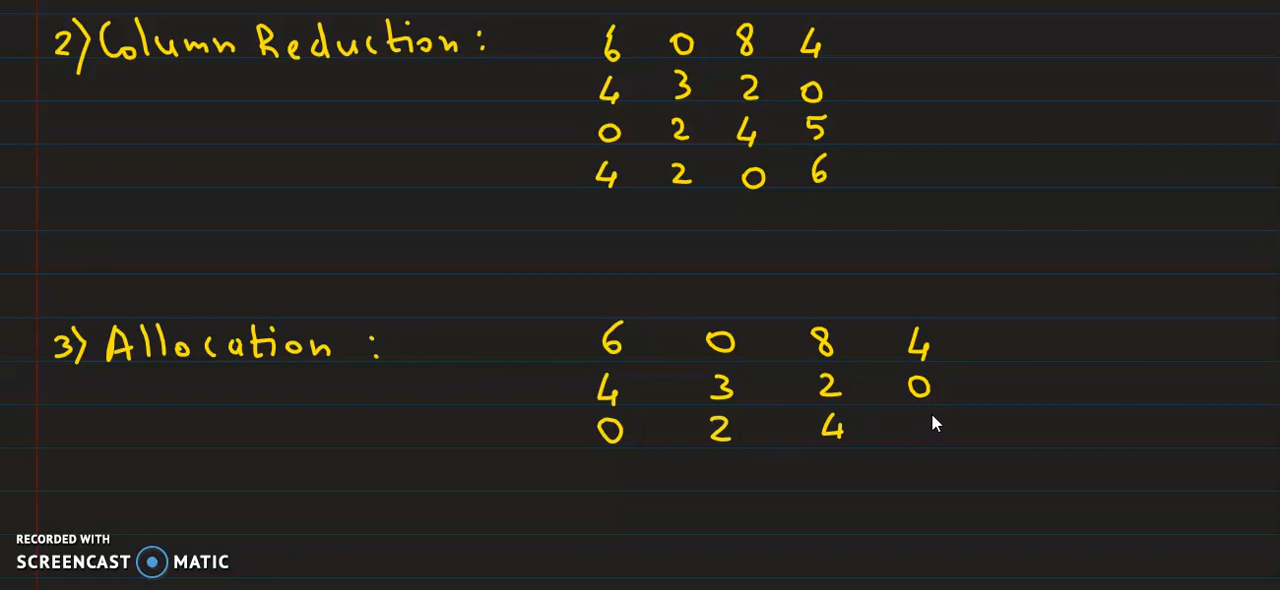 2) Column Reduction : 6 0 8 4
4 3 2 0
0 2 4 5
4 2 0 6
3) Allocation : 6 0 8 4
4 3 2 0
0 2 4
RECORDED WITH
SCREENCAST MATIC